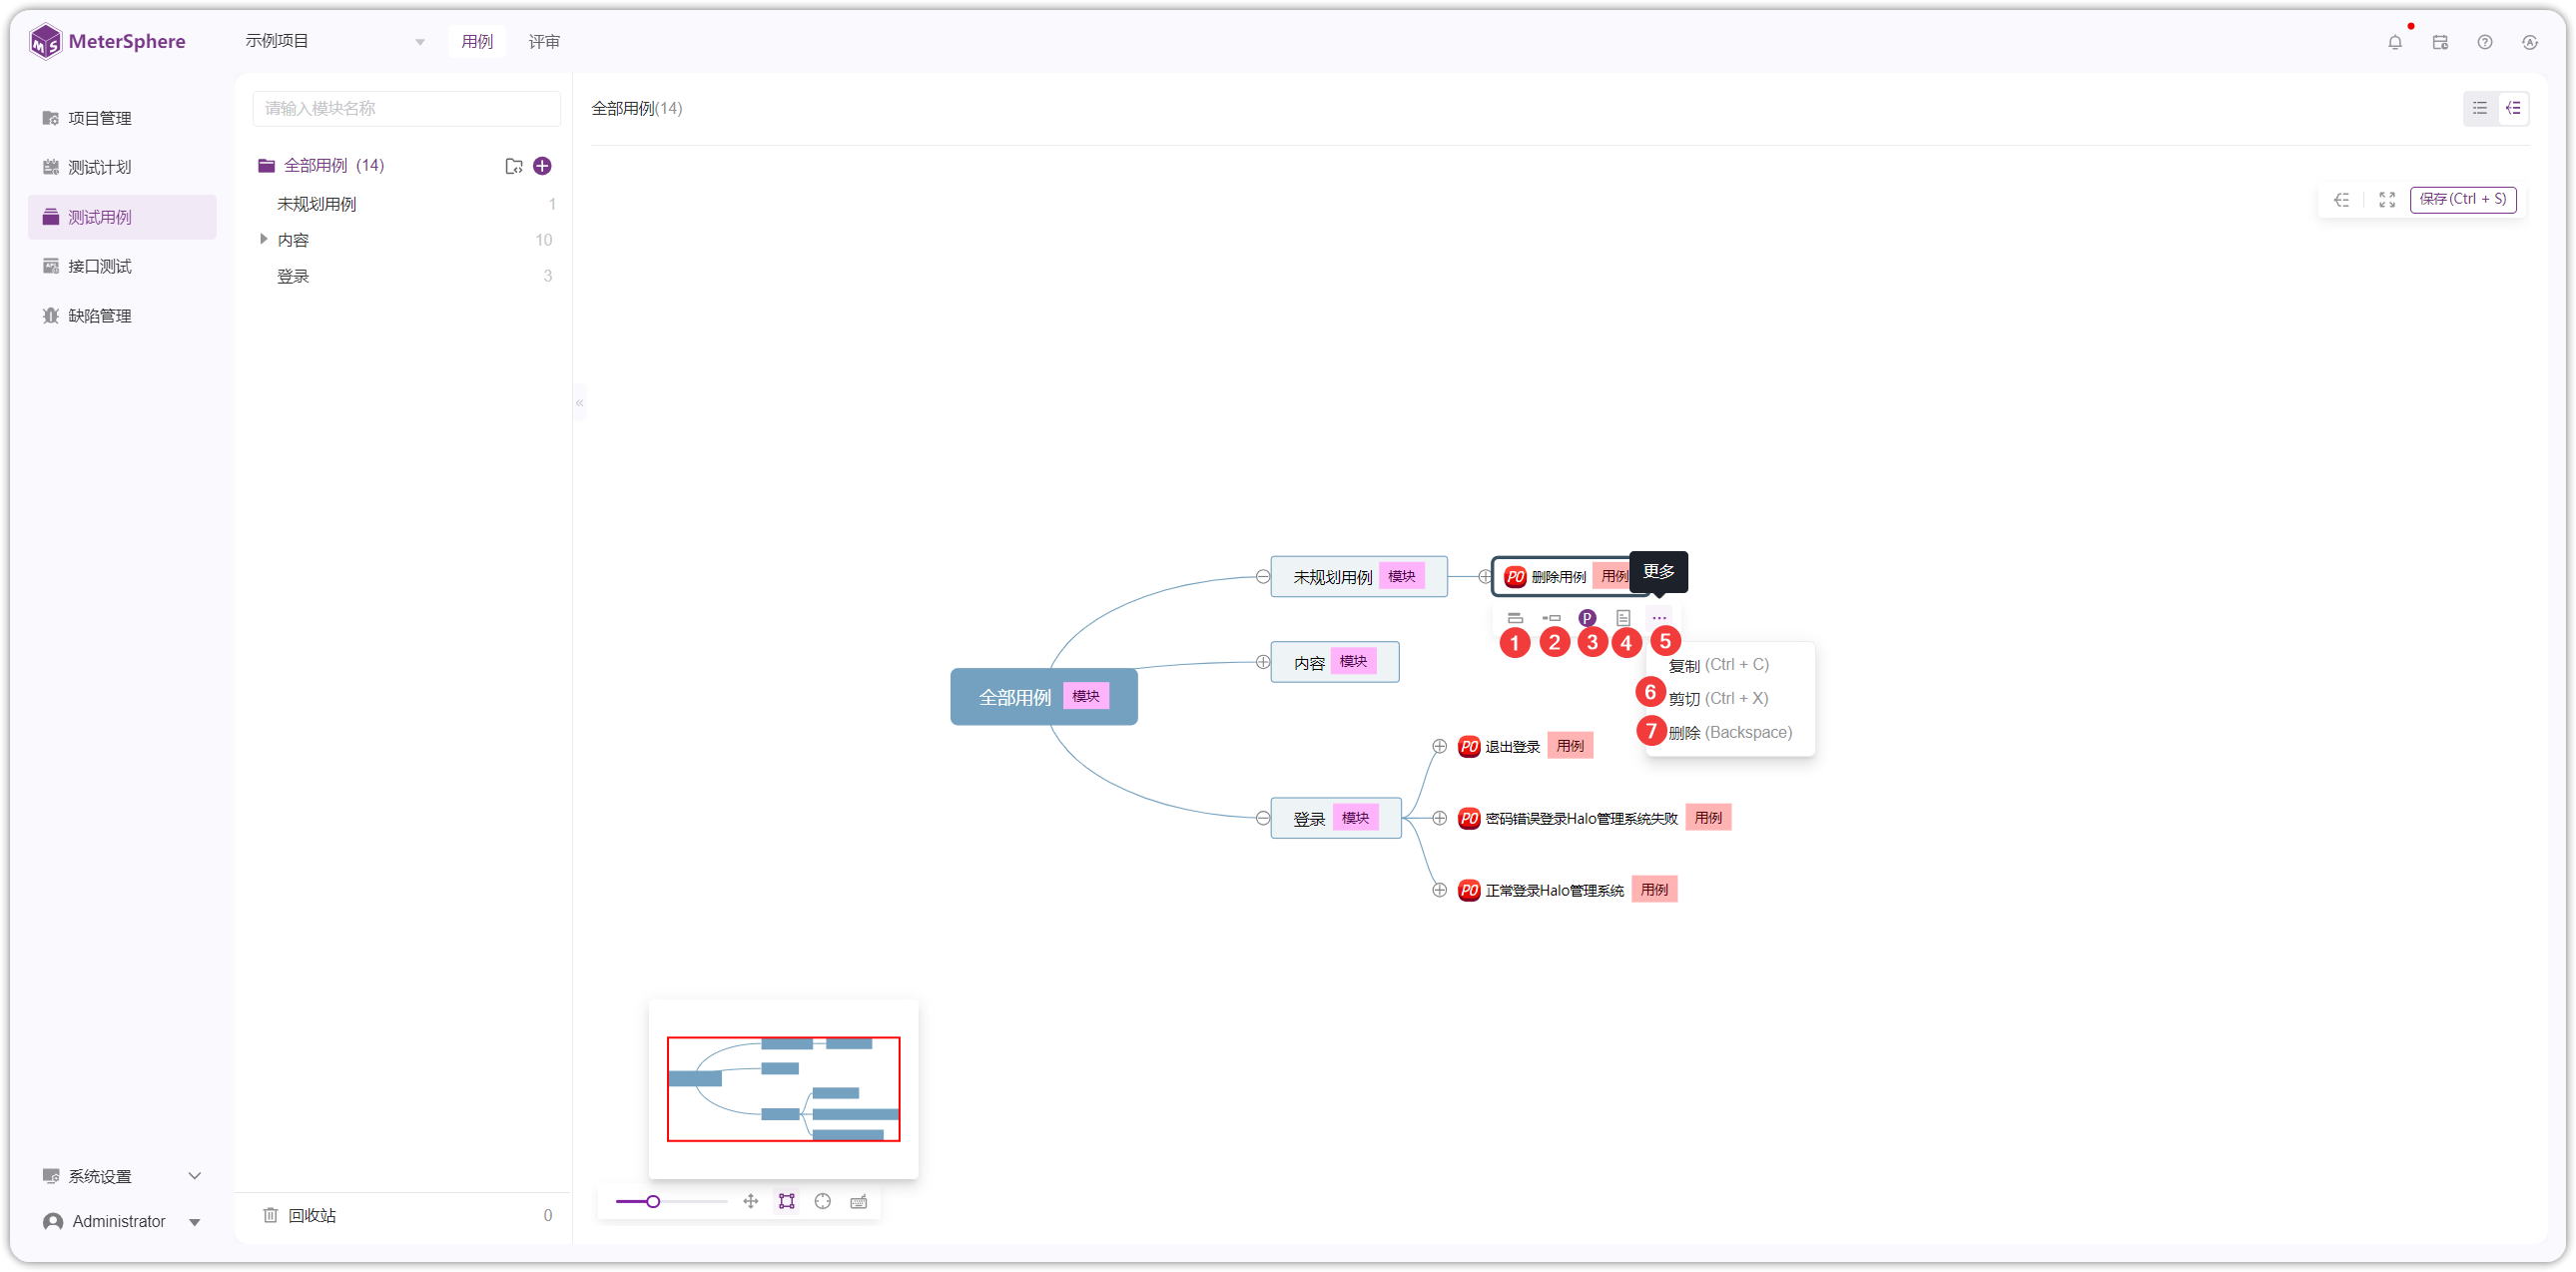 MeterSphere
示例项目
用例
评审
项目管理
测试计划
测试用例
接口测试
缺陷管理
系统设置
Administrator
请输入模块名称
全部用例 (14)
未规划用例 1
内容 10
登录 3
回收站 0
全部用例(14)
保存(Ctrl + S)
全部用例 模块
未规划用例 模块
P0 删除用例 用例
更多
P
1 2 3 4 5
复制 (Ctrl + C)
6 剪切 (Ctrl + X)
7 删除 (Backspace)
内容 模块
登录 模块
P0 退出登录 用例
P0 密码错误登录Halo管理系统失败 用例
P0 正常登录Halo管理系统 用例